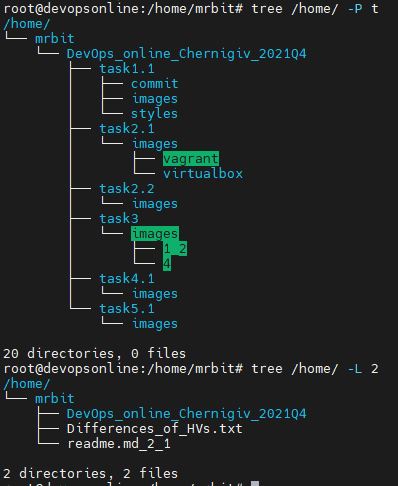 root@devopsonline:/home/mrbit# tree /home/ -P t
/home/
└── mrbit
    └── DevOps_online_Chernigiv_2021Q4
        ├── task1.1
        │   ├── commit
        │   ├── images
        │   └── styles
        ├── task2.1
        │   └── images
        │       ├── vagrant
        │       └── virtualbox
        ├── task2.2
        │   └── images
        ├── task3
        │   └── images
        │       ├── 1_2
        │       └── 4
        ├── task4.1
        │   └── images
        └── task5.1
            └── images
20 directories, 0 files
root@devopsonline:/home/mrbit# tree /home/ -L 2
/home/
└── mrbit
    ├── DevOps_online_Chernigiv_2021Q4
    ├── Differences_of_HVs.txt
    └── readme.md_2_1
2 directories, 2 files
root@devopsonline:/home/mrbit#